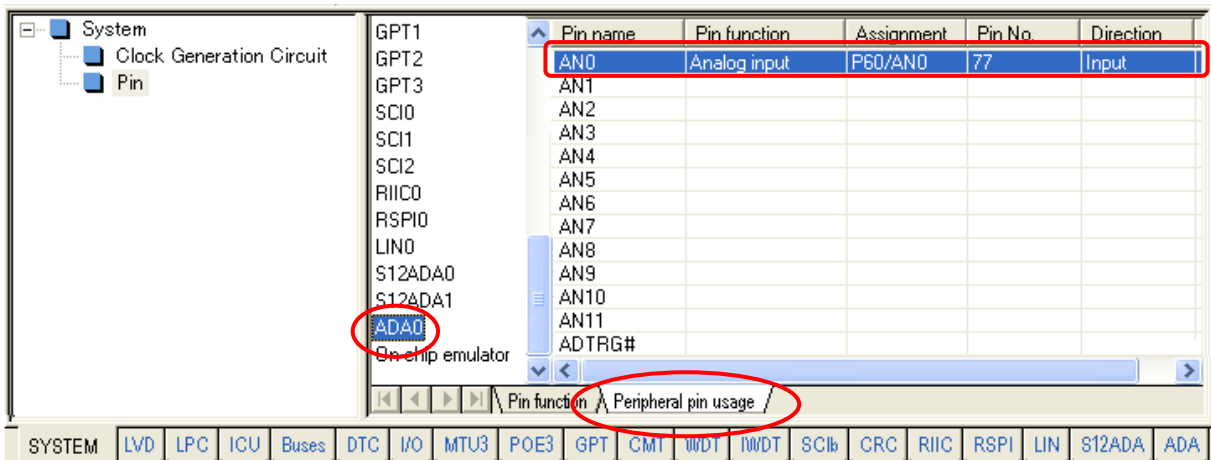 System
Clock Generation Circuit
Pin
GPT1
GPT2
GPT3
SCI0
SCI1
SCI2
RIIC0
RSPI0
LIN0
S12ADA0
S12ADA1
ADA0
On-chip emulator
Pin name Pin function Assignment Pin No. Direction
AN0 Analog input P60/AN0 77 Input
AN1
AN2
AN3
AN4
AN5
AN6
AN7
AN8
AN9
AN10
AN11
ADTRG#
Pin function Peripheral pin usage
SYSTEM LVD LPC ICU Buses DTC I/O MTU3 POE3 GPT CMT WDT IWDT SCIb CRC RIIC RSPI LIN S12ADA ADA